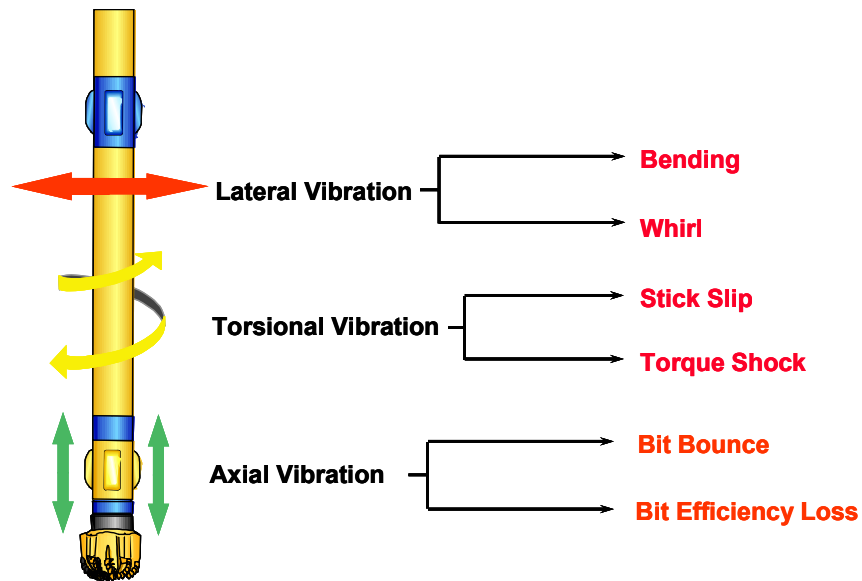 Lateral Vibration
Bending
Whirl
Torsional Vibration
Stick Slip
Torque Shock
Axial Vibration
Bit Bounce
Bit Efficiency Loss